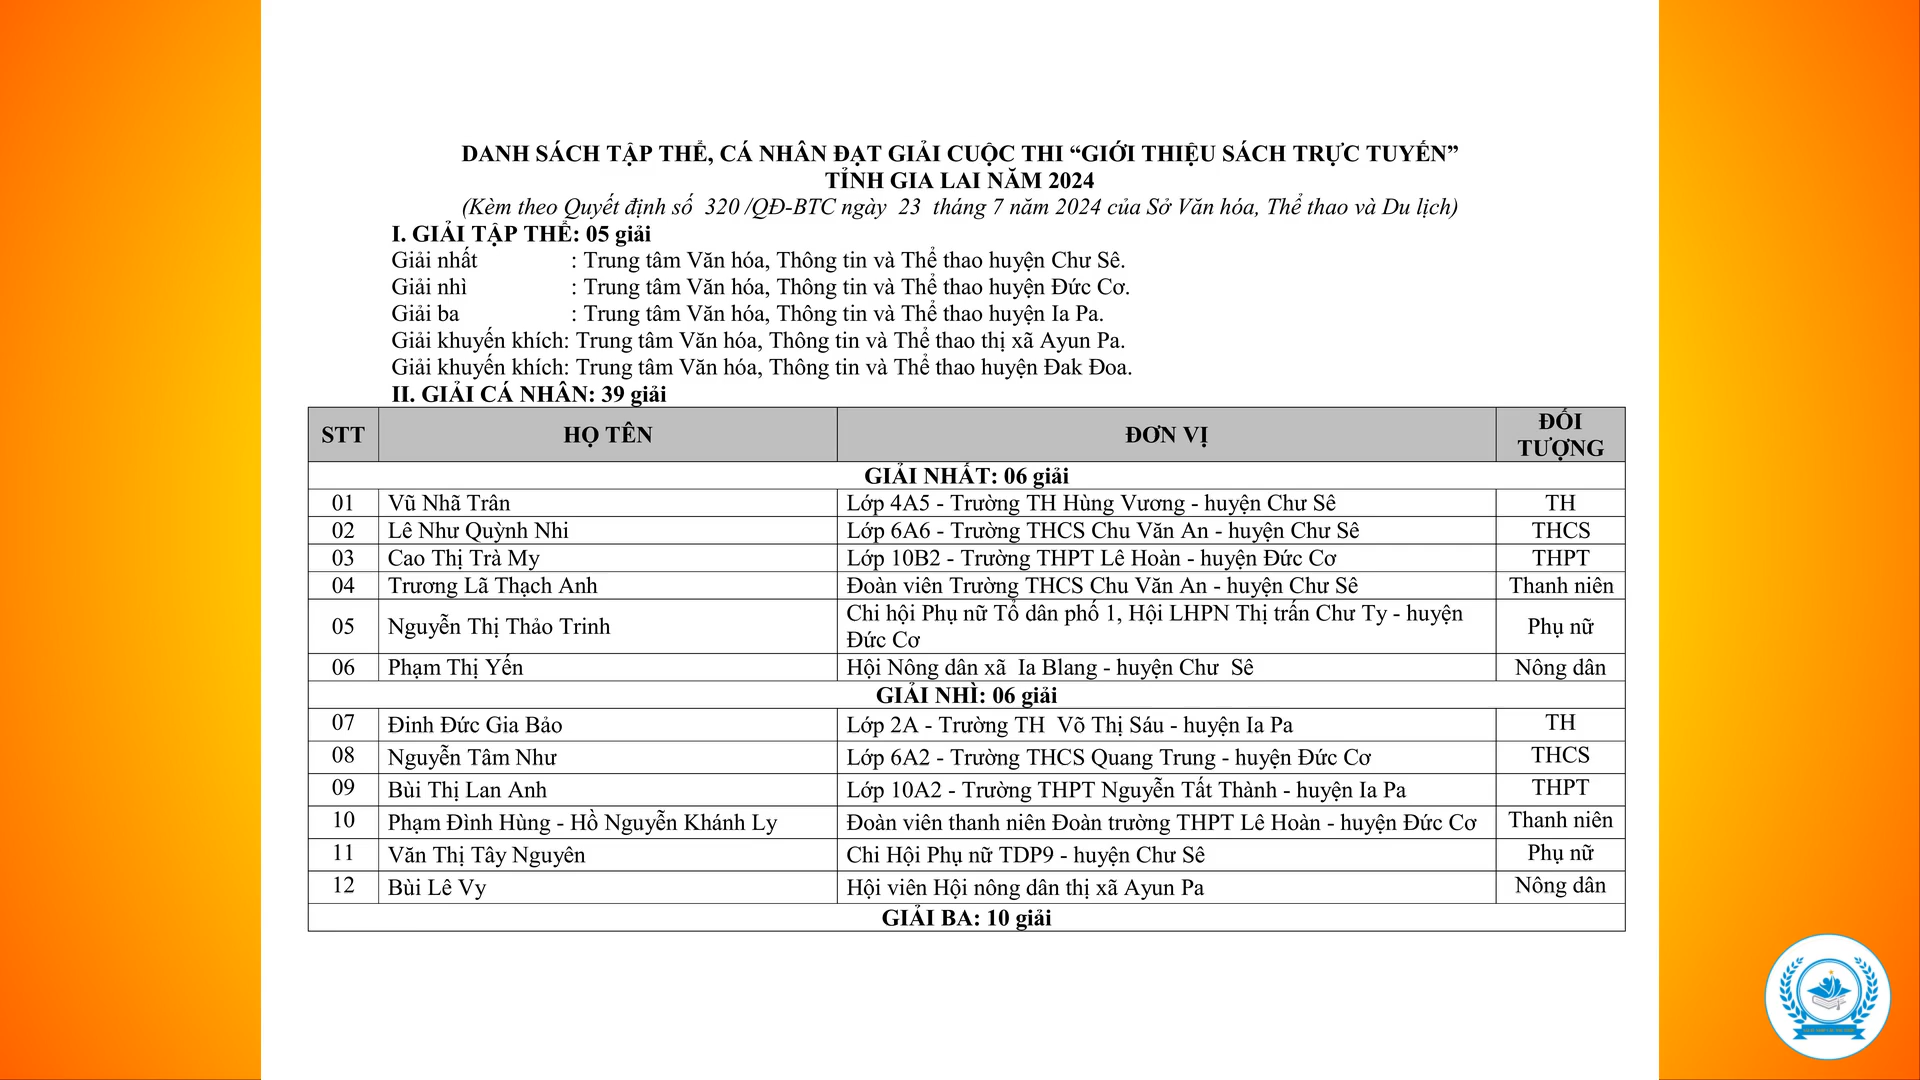 DANH SÁCH TẬP THỂ, CÁ NHÂN ĐẠT GIẢI CUỘC THI “GIỚI THIỆU SÁCH TRỰC TUYẾN”
TỈNH GIA LAI NĂM 2024
(Kèm theo Quyết định số 320 /QĐ-BTC ngày 23 tháng 7 năm 2024 của Sở Văn hóa, Thể thao và Du lịch)
I. GIẢI TẬP THỂ: 05 giải
Giải nhất : Trung tâm Văn hóa, Thông tin và Thể thao huyện Chư Sê.
Giải nhì : Trung tâm Văn hóa, Thông tin và Thể thao huyện Đức Cơ.
Giải ba : Trung tâm Văn hóa, Thông tin và Thể thao huyện Ia Pa.
Giải khuyến khích: Trung tâm Văn hóa, Thông tin và Thể thao thị xã Ayun Pa.
Giải khuyến khích: Trung tâm Văn hóa, Thông tin và Thể thao huyện Đak Đoa.
II. GIẢI CÁ NHÂN: 39 giải
STT HỌ TÊN ĐƠN VỊ ĐỐI TƯỢNG
GIẢI NHẤT: 06 giải
01 Vũ Nhã Trân Lớp 4A5 - Trường TH Hùng Vương - huyện Chư Sê TH
02 Lê Như Quỳnh Nhi Lớp 6A6 - Trường THCS Chu Văn An - huyện Chư Sê THCS
03 Cao Thị Trà My Lớp 10B2 - Trường THPT Lê Hoàn - huyện Đức Cơ THPT
04 Trương Lã Thạch Anh Đoàn viên Trường THCS Chu Văn An - huyện Chư Sê Thanh niên
05 Nguyễn Thị Thảo Trinh Chi hội Phụ nữ Tổ dân phố 1, Hội LHPN Thị trấn Chư Ty - huyện Đức Cơ Phụ nữ
06 Phạm Thị Yến Hội Nông dân xã Ia Blang - huyện Chư Sê Nông dân
GIẢI NHÌ: 06 giải
07 Đinh Đức Gia Bảo Lớp 2A - Trường TH Võ Thị Sáu - huyện Ia Pa TH
08 Nguyễn Tâm Như Lớp 6A2 - Trường THCS Quang Trung - huyện Đức Cơ THCS
09 Bùi Thị Lan Anh Lớp 10A2 - Trường THPT Nguyễn Tất Thành - huyện Ia Pa THPT
10 Phạm Đình Hùng - Hồ Nguyễn Khánh Ly Đoàn viên thanh niên Đoàn trường THPT Lê Hoàn - huyện Đức Cơ Thanh niên
11 Văn Thị Tây Nguyên Chi Hội Phụ nữ TDP9 - huyện Chư Sê Phụ nữ
12 Bùi Lê Vy Hội viên Hội nông dân thị xã Ayun Pa Nông dân
GIẢI BA: 10 giải